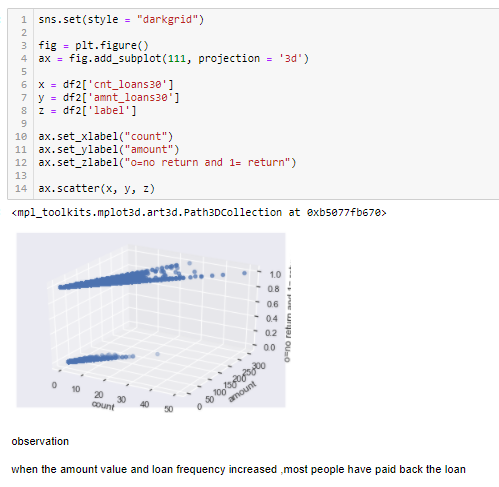 1 sns.set(style = "darkgrid")
2
3 fig = plt.figure()
4 ax = fig.add_subplot(111, projection = '3d')
5
6 x = df2['cnt_loans30']
7 y = df2['amnt_loans30']
8 z = df2['label']
9
10 ax.set_xlabel("count")
11 ax.set_ylabel("amount")
12 ax.set_zlabel("o=no return and 1= return")
13
14 ax.scatter(x, y, z)
<mpl_toolkits.mplot3d.art3d.Path3DCollection at 0xb5077fb670>
1.0
0.8
0.6
0.4
0.2
0.0
o=no return and 1= ret
0 10 20 30 40 50
count
0 50 100 150 200 250 300
amount
observation
when the amount value and loan frequency increased ,most people have paid back the loan